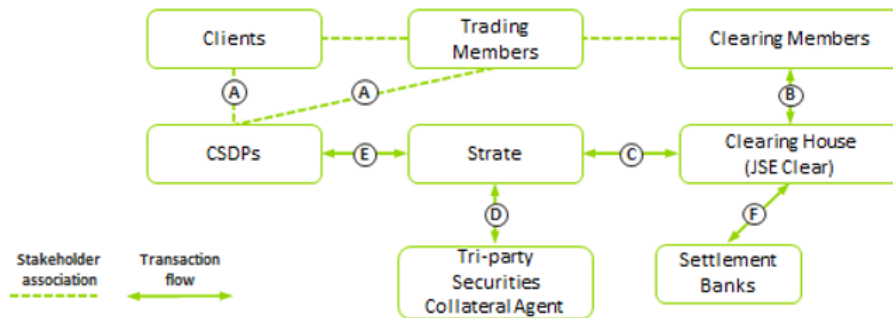 Clients
Trading
Members
Clearing Members
A
A
B
CSDPs
E
Strate
C
Clearing House
(JSE Clear)
D
F
Stakeholder
association
Transaction
flow
Tri-party
Securities
Collateral Agent
Settlement
Banks